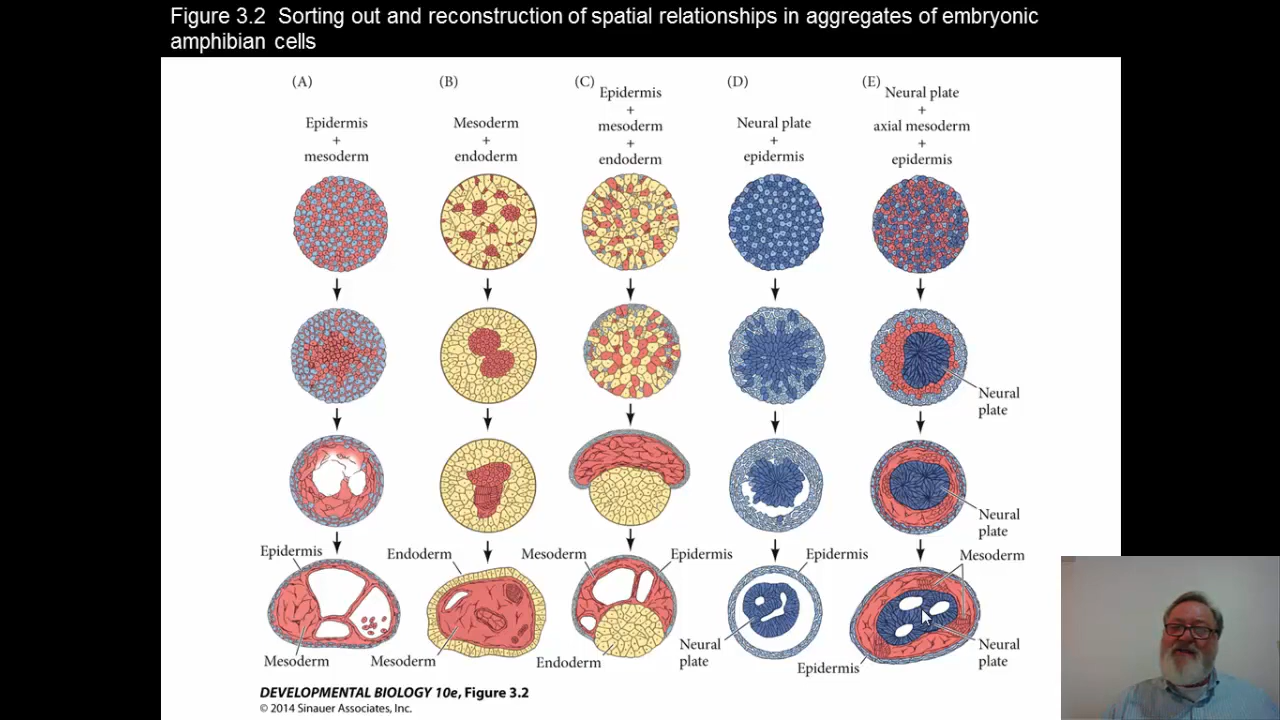 Figure 3.2  Sorting out and reconstruction of spatial relationships in aggregates of embryonic
amphibian cells
(A)
Epidermis
+
mesoderm
(B)
Mesoderm
+
endoderm
(C)
Epidermis
+
mesoderm
+
endoderm
(D)
Neural plate
+
epidermis
(E)
Neural plate
+
axial mesoderm
+
epidermis
Neural
plate
Neural
plate
Epidermis
Mesoderm
Endoderm
Mesoderm
Mesoderm
Epidermis
Endoderm
Epidermis
Neural
plate
Mesoderm
Neural
plate
Epidermis
DEVELOPMENTAL BIOLOGY 10e, Figure 3.2
© 2014 Sinauer Associates, Inc.